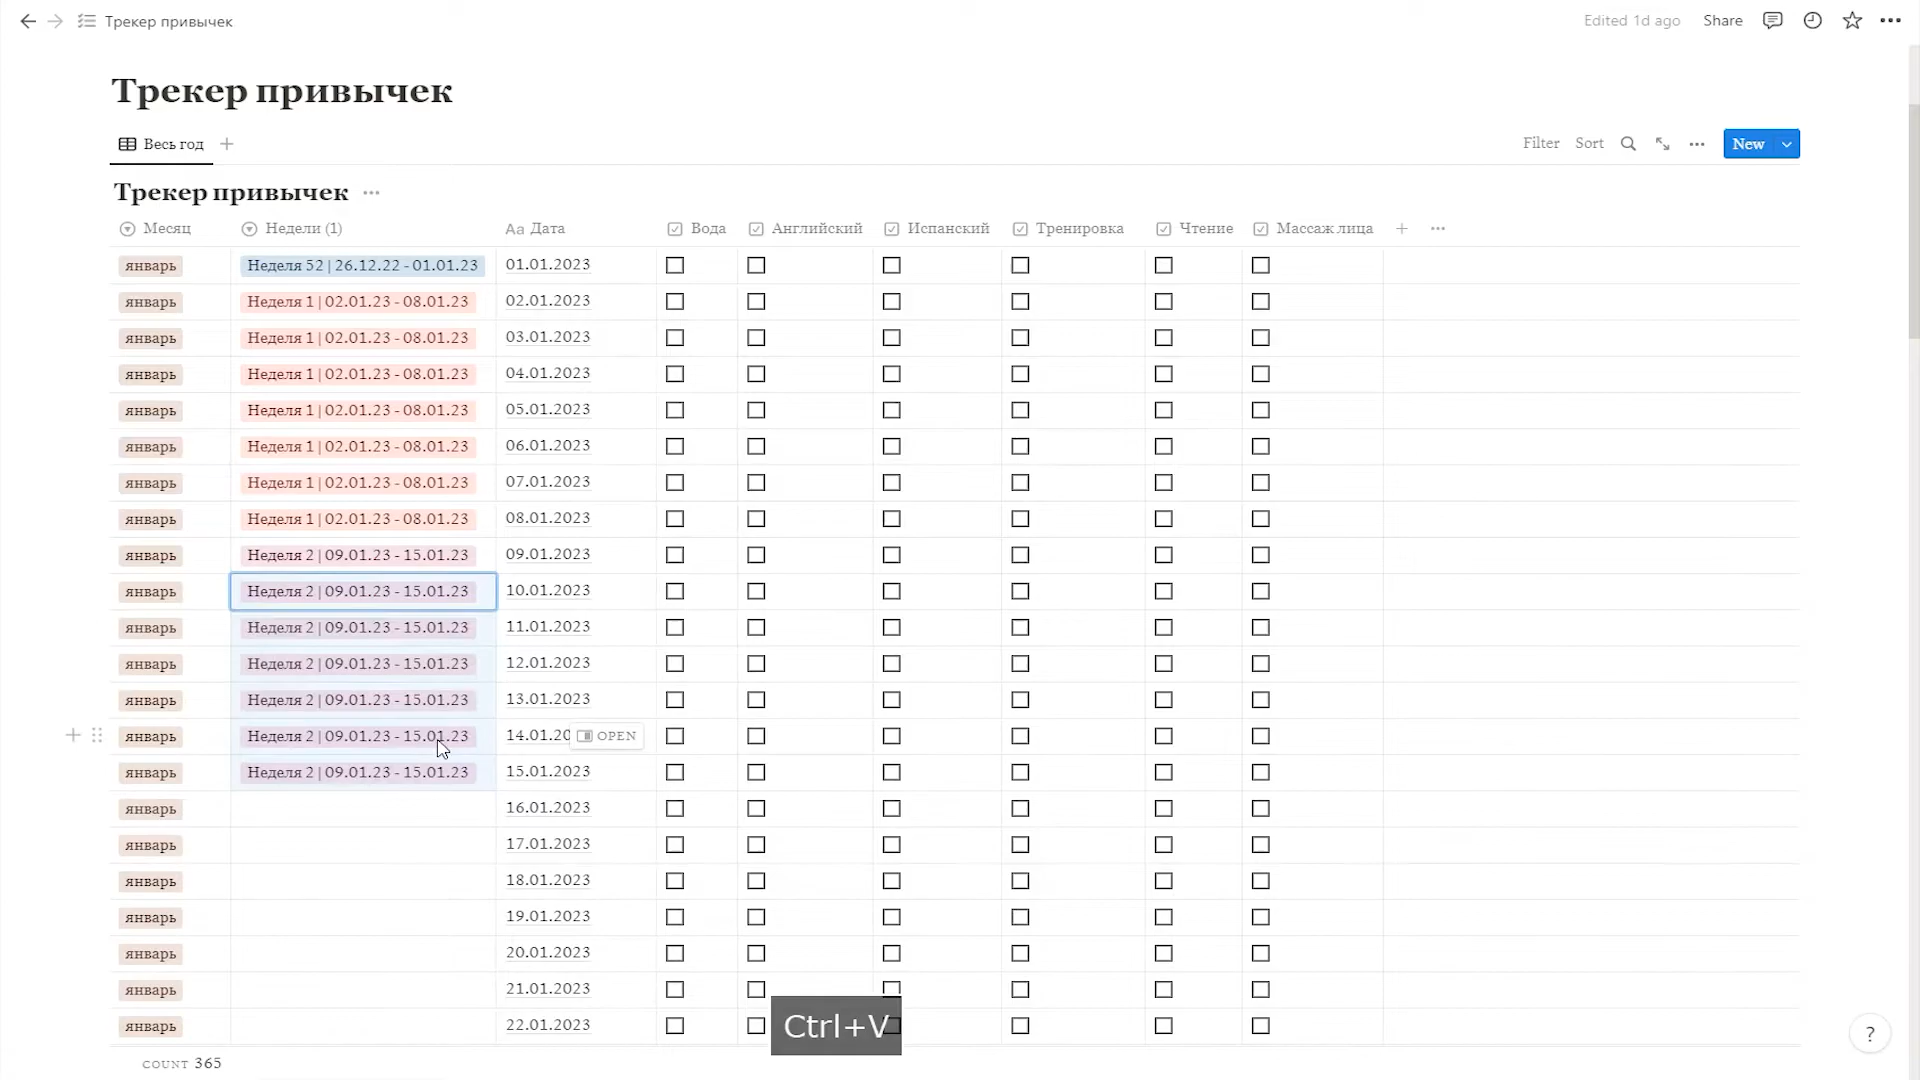 Трекер привычек
Edited 1d ago Share
Трекер привычек
Весь год
Filter Sort New
Трекер привычек
Месяц Недели (1) Aa Дата Вода Английский Испанский Тренировка Чтение Массаж лица
январь Неделя 52 | 26.12.22 - 01.01.23 01.01.2023
январь Неделя 1 | 02.01.23 - 08.01.23 02.01.2023
январь Неделя 1 | 02.01.23 - 08.01.23 03.01.2023
январь Неделя 1 | 02.01.23 - 08.01.23 04.01.2023
январь Неделя 1 | 02.01.23 - 08.01.23 05.01.2023
январь Неделя 1 | 02.01.23 - 08.01.23 06.01.2023
январь Неделя 1 | 02.01.23 - 08.01.23 07.01.2023
январь Неделя 1 | 02.01.23 - 08.01.23 08.01.2023
январь Неделя 2 | 09.01.23 - 15.01.23 09.01.2023
январь Неделя 2 | 09.01.23 - 15.01.23 10.01.2023
январь Неделя 2 | 09.01.23 - 15.01.23 11.01.2023
январь Неделя 2 | 09.01.23 - 15.01.23 12.01.2023
январь Неделя 2 | 09.01.23 - 15.01.23 13.01.2023
январь Неделя 2 | 09.01.23 - 15.01.23 14.01.20 OPEN
январь Неделя 2 | 09.01.23 - 15.01.23 15.01.2023
январь 16.01.2023
январь 17.01.2023
январь 18.01.2023
январь 19.01.2023
январь 20.01.2023
январь 21.01.2023
январь 22.01.2023
Ctrl+V
COUNT 365
?